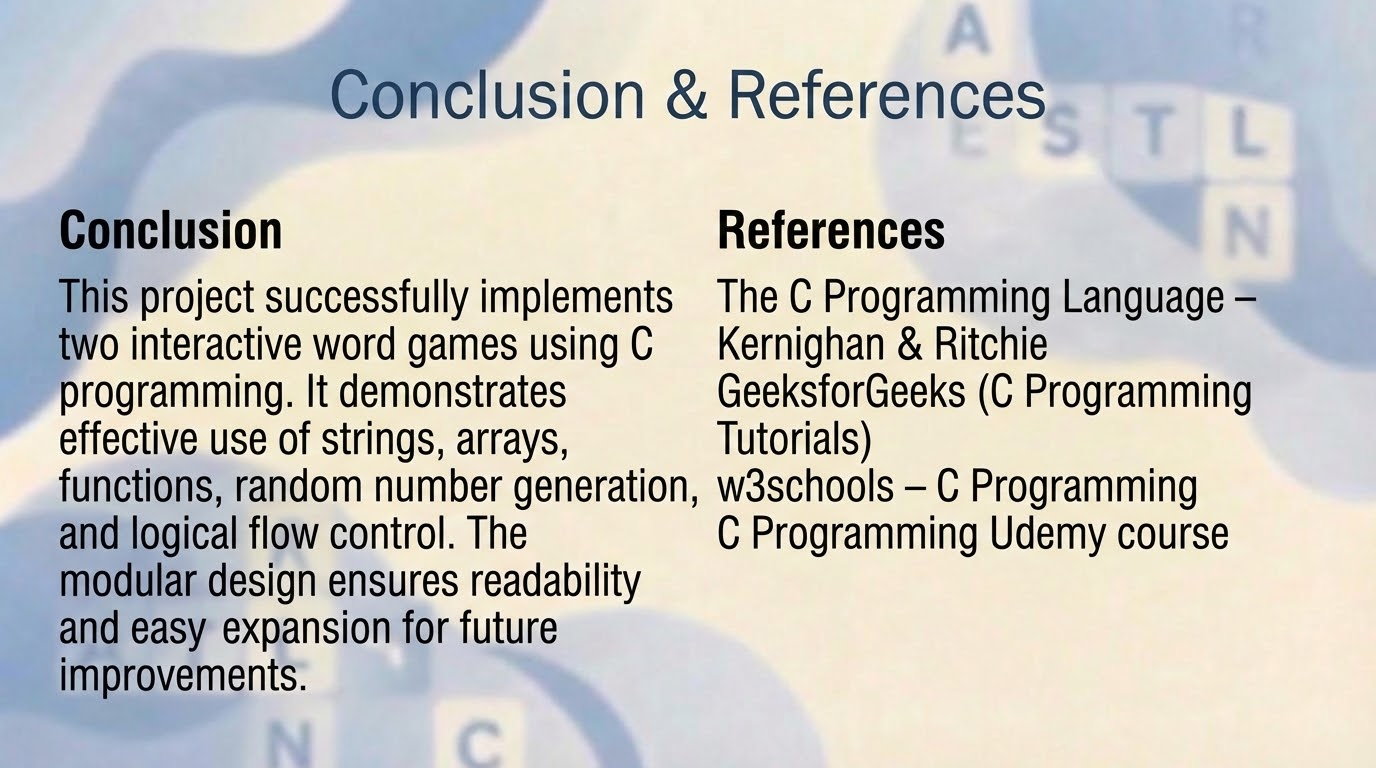 A
R
E S T L
N
Conclusion & References
Conclusion
This project successfully implements
two interactive word games using C
programming. It demonstrates
effective use of strings, arrays,
functions, random number generation,
and logical flow control. The
modular design ensures readability
and easy expansion for future
improvements.
References
The C Programming Language –
Kernighan & Ritchie
GeeksforGeeks (C Programming
Tutorials)
w3schools – C Programming
C Programming Udemy course
N C